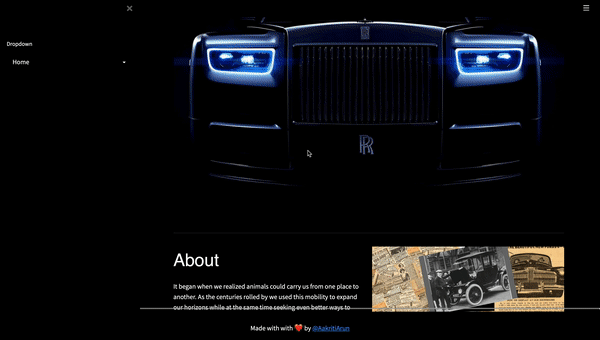 Dropdown
Home
RR
About
It began when we realized animals could carry us from one place to
another. As the centuries rolled by we used this mobility to expand
our horizons while at the same time seeking even better ways to
Made with with ❤️ by @AakritiArun